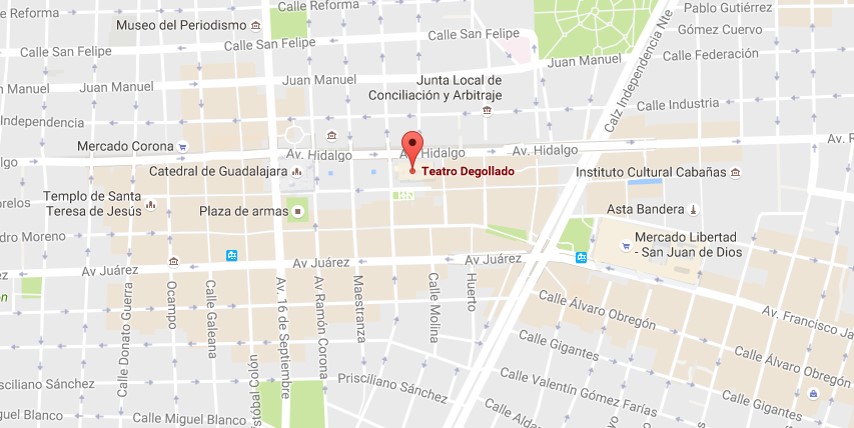 Calle Reforma
Calle Reforma
Pablo Gutiérrez
Museo del Periodismo
Gómez Cuervo
Calle San Felipe
Calle San Felipe
Calle San Felipe
Calle Federación
Calz Independencia Nte
Juan Manuel
Juan Manuel
Juan Manuel
Junta Local de
Conciliación y Arbitraje
Calle Industria
Independencia
Mercado Corona
Av. Hidalgo
Av. Hidalgo
Av. Hidalgo
Av. R
Hidalgo
Catedral de Guadalajara
Teatro Degollado
Instituto Cultural Cabañas
Templo de Santa
Teresa de Jesús
Morelos
Plaza de armas
Asta Bandera
Pedro Moreno
Mercado Libertad
- San Juan de Dios
Av Juárez
Av Juárez
Calle Donato Guerra
Ocampo
Calle Galeana
Av. 16 de Septiembre
Av Ramón Corona
Maestranza
Calle Molina
Huerto
Calle Álvaro Obregón
Av. Francisco Ja
Calle Gigantes
Calle Álvaro Obregón
Cristobal Colón
Prisciliano Sánchez
Prisciliano Sánchez
Calle Valentín Gómez Farías
Calle Gigantes
Miguel Blanco
Calle Miguel Blanco
Calle Aldama